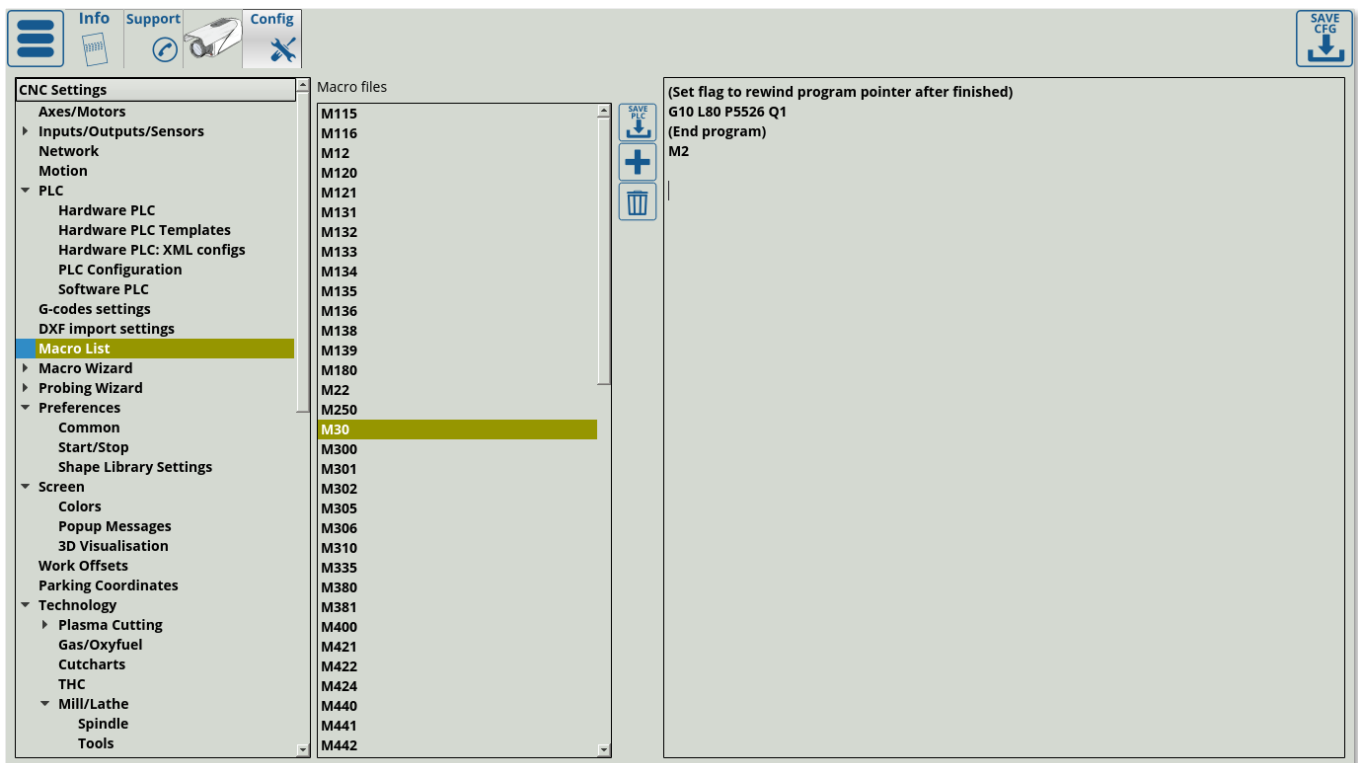 Info
Support
Config
SAVE
CFG
CNC Settings
Axes/Motors
Inputs/Outputs/Sensors
Network
Motion
PLC
Hardware PLC
Hardware PLC Templates
Hardware PLC: XML configs
PLC Configuration
Software PLC
G-codes settings
DXF import settings
Macro List
Macro Wizard
Probing Wizard
Preferences
Common
Start/Stop
Shape Library Settings
Screen
Colors
Popup Messages
3D Visualisation
Work Offsets
Parking Coordinates
Technology
Plasma Cutting
Gas/Oxyfuel
Cutcharts
THC
Mill/Lathe
Spindle
Tools
Macro files
M115
M116
M12
M120
M121
M131
M132
M133
M134
M135
M136
M138
M139
M180
M22
M250
M30
M300
M301
M302
M305
M306
M310
M335
M380
M381
M400
M421
M422
M424
M440
M441
M442
SAVE
PLC
(Set flag to rewind program pointer after finished)
G10 L80 P5526 Q1
(End program)
M2